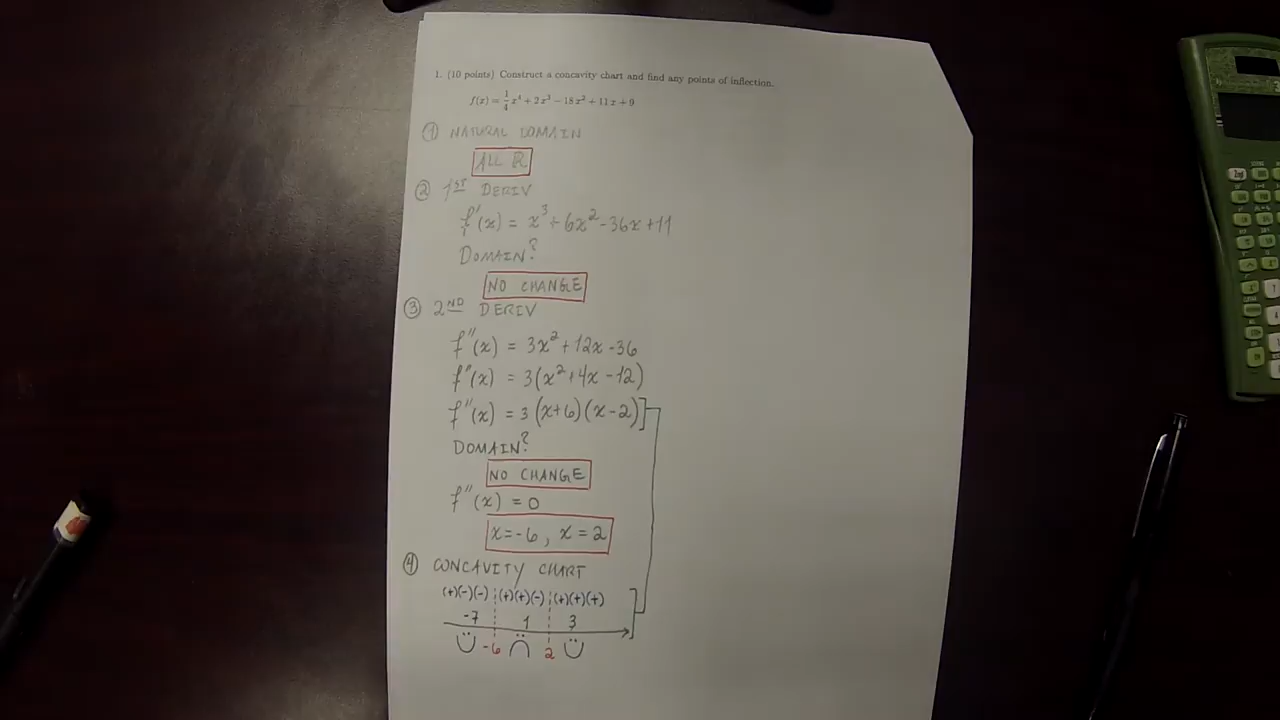 1. (10 points) Construct a concavity chart and find any points of inflection.
f(x) = 1/4 x⁴ + 2x³ − 18x² + 11x + 9
① NATURAL DOMAIN
ALL ℝ
② 1ST DERIV
f'(x) = x³ + 6x² - 36x + 11
DOMAIN?
NO CHANGE
③ 2ND DERIV
f''(x) = 3x² + 12x - 36
f''(x) = 3(x² + 4x - 12)
f''(x) = 3(x+6)(x-2)
DOMAIN?
NO CHANGE
f''(x) = 0
x = -6, x = 2
④ CONCAVITY CHART
(+)(-)(-) (+)(+)(-) (+)(+)(+)
-7 1 3
-6 2